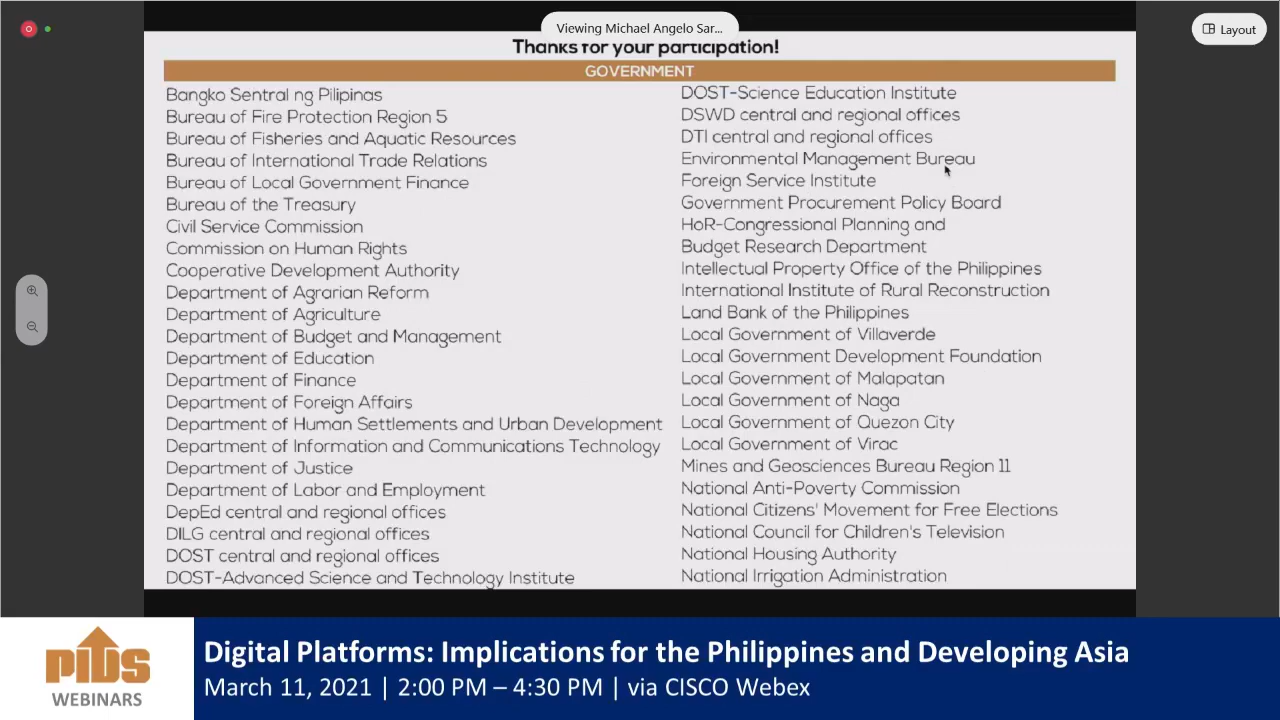 Viewing Michael Angelo Sar...
Layout
Thanks for your participation!
GOVERNMENT
Bangko Sentral ng Pilipinas
Bureau of Fire Protection Region 5
Bureau of Fisheries and Aquatic Resources
Bureau of International Trade Relations
Bureau of Local Government Finance
Bureau of the Treasury
Civil Service Commission
Commission on Human Rights
Cooperative Development Authority
Department of Agrarian Reform
Department of Agriculture
Department of Budget and Management
Department of Education
Department of Finance
Department of Foreign Affairs
Department of Human Settlements and Urban Development
Department of Information and Communications Technology
Department of Justice
Department of Labor and Employment
DepEd central and regional offices
DILG central and regional offices
DOST central and regional offices
DOST-Advanced Science and Technology Institute
DOST-Science Education Institute
DSWD central and regional offices
DTI central and regional offices
Environmental Management Bureau
Foreign Service Institute
Government Procurement Policy Board
HoR-Congressional Planning and
Budget Research Department
Intellectual Property Office of the Philippines
International Institute of Rural Reconstruction
Land Bank of the Philippines
Local Government of Villaverde
Local Government Development Foundation
Local Government of Malapatan
Local Government of Naga
Local Government of Quezon City
Local Government of Virac
Mines and Geosciences Bureau Region 11
National Anti-Poverty Commission
National Citizens' Movement for Free Elections
National Council for Children's Television
National Housing Authority
National Irrigation Administration
PIDS
WEBINARS
Digital Platforms: Implications for the Philippines and Developing Asia
March 11, 2021 | 2:00 PM – 4:30 PM | via CISCO Webex